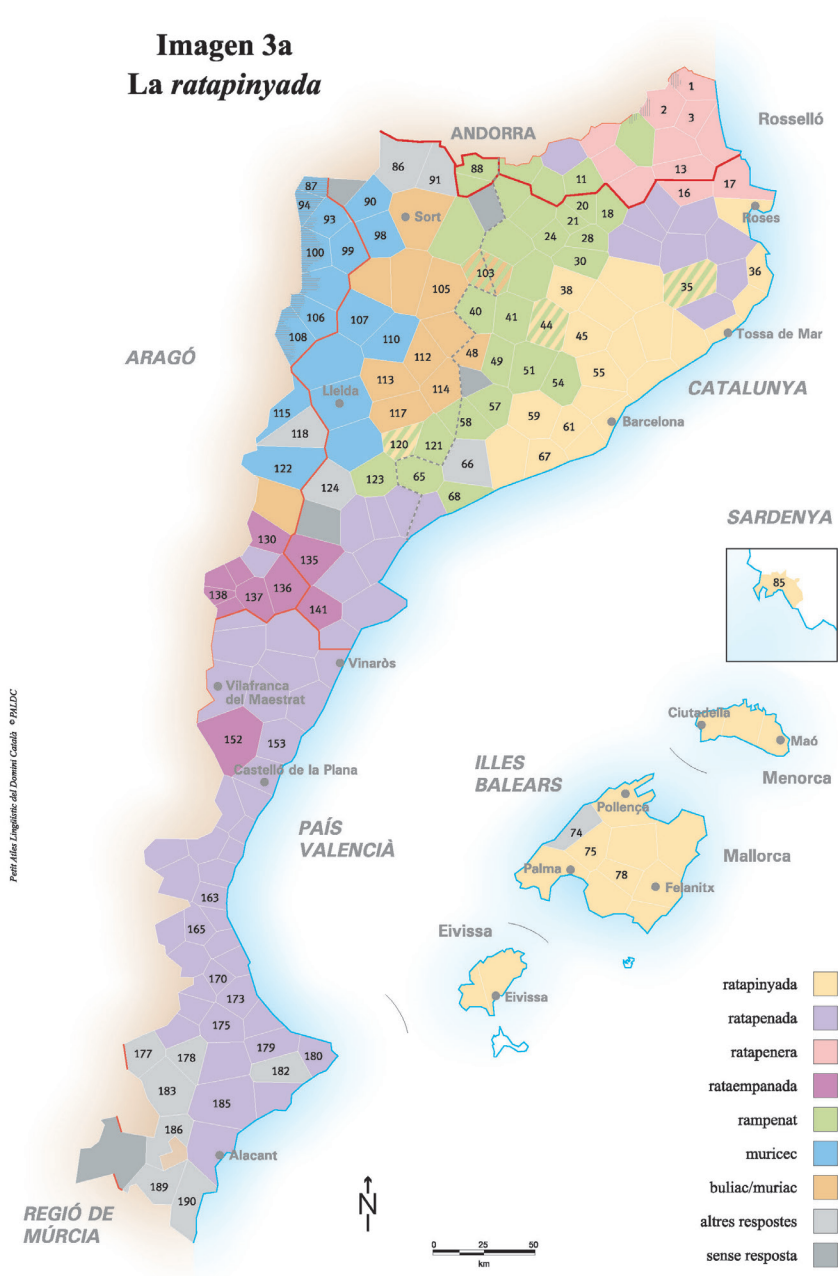 Imagen 3a
La ratapinyada
ANDORRA
Rosselló
1
2
3
86
91
88
11
13
16
17
87
94
90
93
98
99
100
Sort
20
21
18
24
28
30
Roses
103
105
38
35
36
106
107
108
110
40
41
44
45
Tossa de Mar
ARAGÓ
112
48
49
113
114
51
54
55
CATALUNYA
Lleida
115
117
57
58
59
61
Barcelona
118
120
121
66
67
122
123
65
124
68
SARDENYA
130
135
85
138
137
136
141
Vinaròs
Vilafranca
del Maestrat
152
153
Castelló de la Plana
Ciutadella
Maó
Menorca
ILLES
BALEARS
Pollença
74
75
78
Palma
Felanitx
Mallorca
PAÍS
VALENCIÀ
Petit Atles Lingüístic del Domini Català © PALDC
163
165
170
173
175
Eivissa
Eivissa
177
178
179
180
182
183
185
186
Alacant
189
190
REGIÓ DE
MÚRCIA
N
0 25 50
km
ratapinyada
ratapenada
ratapenera
rataempanada
rampenat
muricec
buliac/muriac
altres respostes
sense resposta